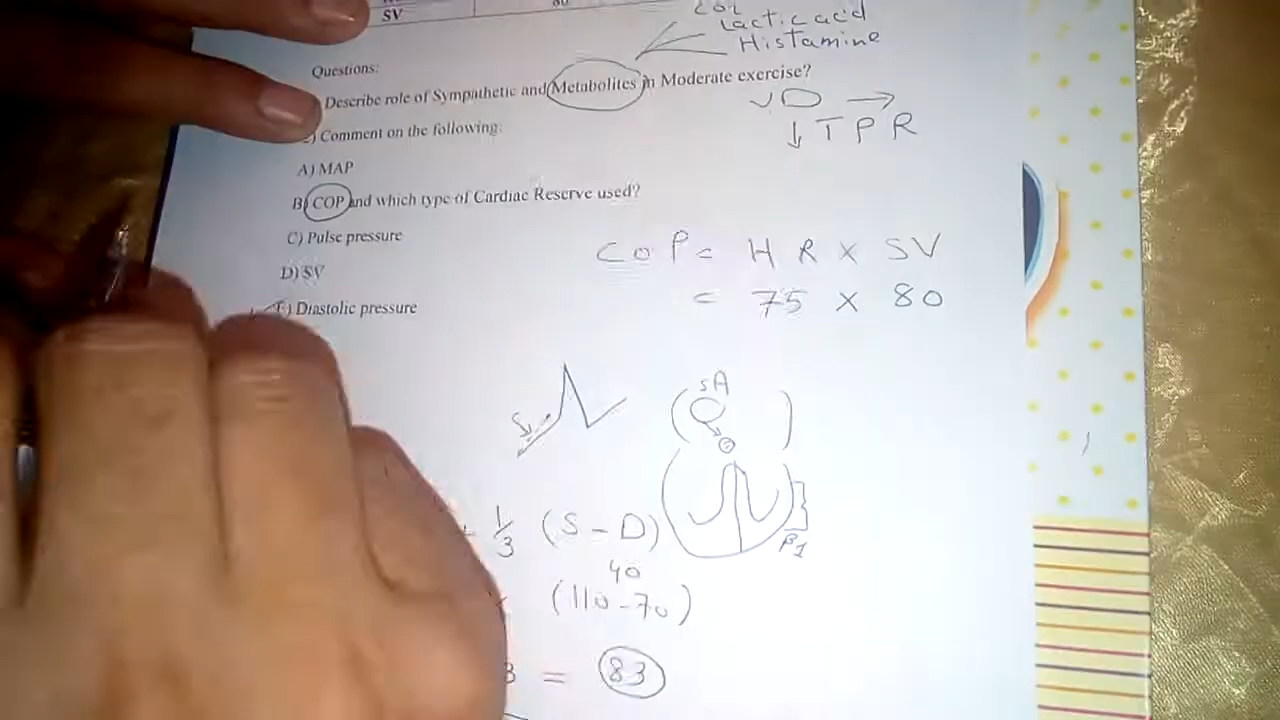 SV 80
Lactic acid
Histamine
Questions:
Describe role of Sympathetic and Metabolites in Moderate exercise?
VD →
↓ TPR
) Comment on the following:
A) MAP
B) COP and which type of Cardiac Reserve used?
C) Pulse pressure
COP = HR x SV
D) SV
= 75 x 80
E) Diastolic pressure
SA
1/3 (S - D)
β1
40
(110-70)
= 83